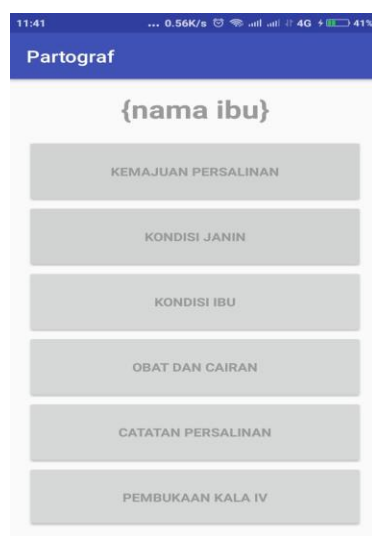 11:41 ... 0.56K/s 4G 41%
Partograf
{nama ibu}
KEMAJUAN PERSALINAN
KONDISI JANIN
KONDISI IBU
OBAT DAN CAIRAN
CATATAN PERSALINAN
PEMBUKAAN KALA IV